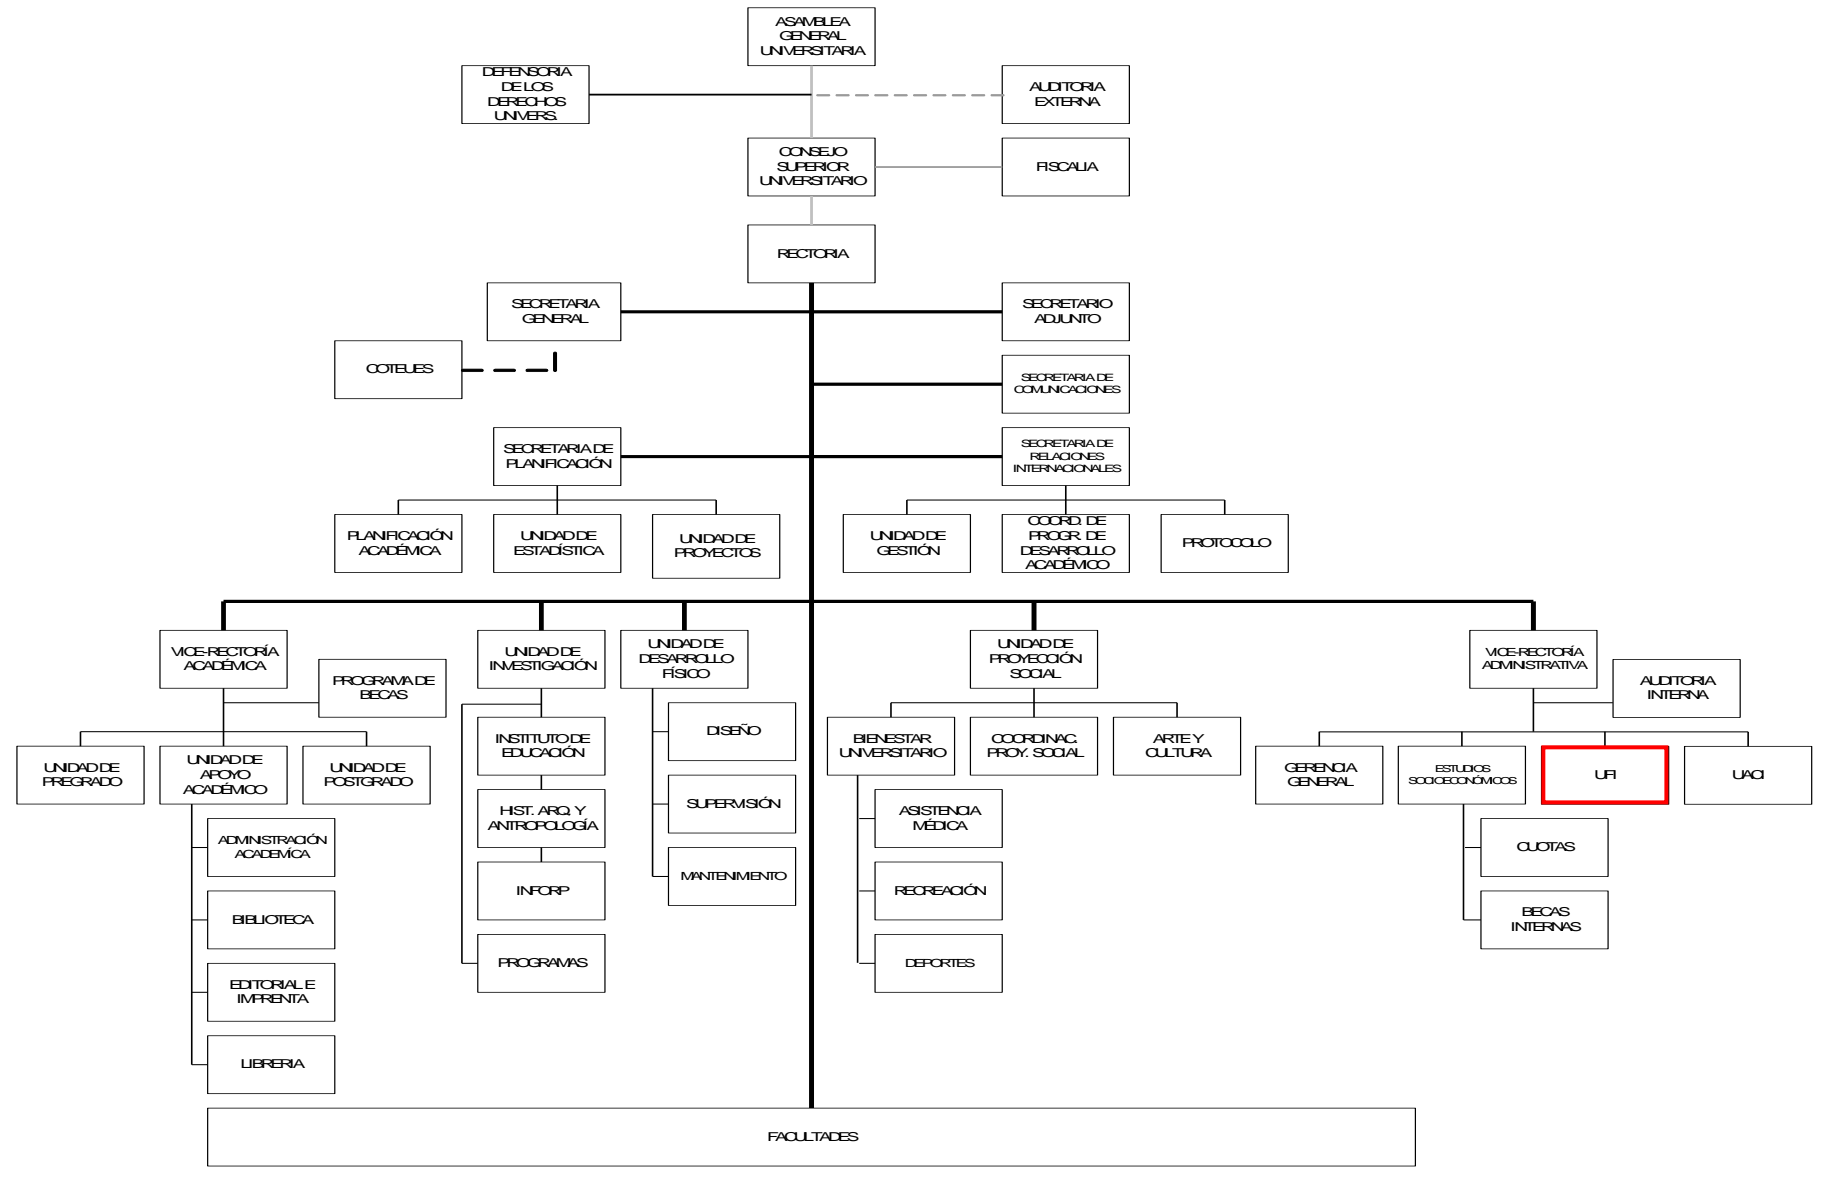 ASAMBLEA
GENERAL
UNIVERSITARIA
DEFENSORIA
DE LOS
DERECHOS
UNIVERS.
AUDITORIA
EXTERNA
CONSEJO
SUPERIOR
UNIVERSITARIO
FISCALIA
RECTORIA
SECRETARIA
GENERAL
SECRETARIO
ADJUNTO
COTEUES
SECRETARIA DE
COMUNICACIONES
SECRETARIA DE
PLANIFICACIÓN
SECRETARIA DE
RELACIONES
INTERNACIONALES
PLANIFICACIÓN
ACADÉMICA
UNIDAD DE
ESTADÍSTICA
UNIDAD DE
PROYECTOS
UNIDAD DE
GESTIÓN
COORD. DE
PROGR. DE
DESARROLLO
ACADÉMICO
PROTOCOLO
VICE-RECTORÍA
ACADÉMICA
PROGRAMA DE
BECAS
UNIDAD DE
INVESTIGACIÓN
UNIDAD DE
DESARROLLO
FÍSICO
UNIDAD DE
PROYECCIÓN
SOCIAL
VICE-RECTORÍA
ADMINISTRATIVA
AUDITORIA
INTERNA
UNIDAD DE
PREGRADO
UNIDAD DE
APOYO
ACADÉMICO
UNIDAD DE
POSTGRADO
INSTITUTO DE
EDUCACIÓN
DISEÑO
BIENESTAR
UNIVERSITARIO
COORDINAC.
PROY. SOCIAL
ARTE Y
CULTURA
GERENCIA
GENERAL
ESTUDIOS
SOCIOECONÓMICOS
UFI
UACI
ADMINISTRACIÓN
ACADEMÍCA
HIST. ARQ. Y
ANTROPOLOGÍA
SUPERVISIÓN
ASISTENCIA
MÉDICA
CUOTAS
BIBLIOTECA
INFORP
MANTENIMIENTO
RECREACIÓN
BECAS
INTERNAS
EDITORIAL E
IMPRENTA
PROGRAMAS
DEPORTES
LIBRERIA
FACULTADES